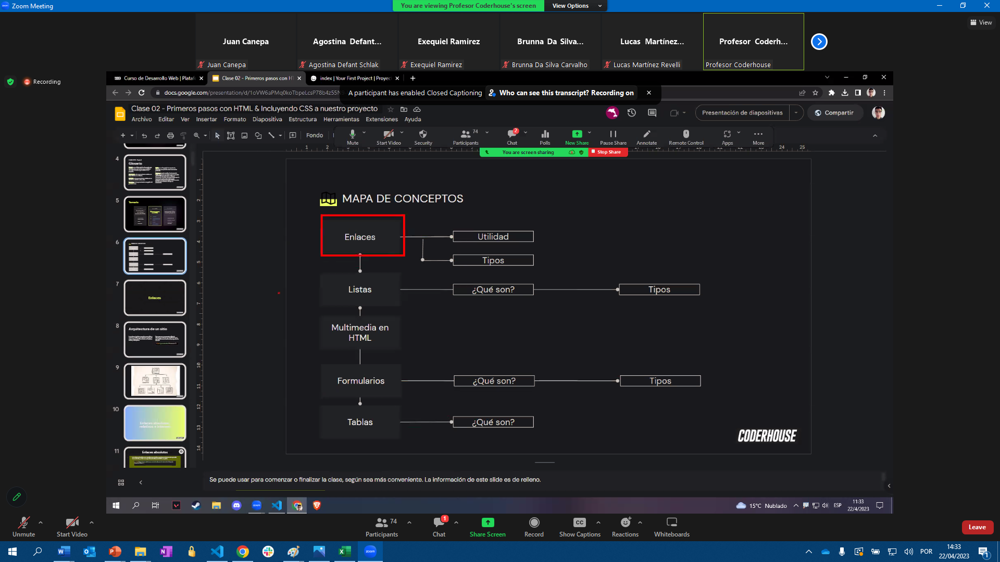 Zoom Meeting
You are viewing Profesor Coderhouse's screen
View Options
View
Juan Canepa
Agostina Defant...
Exequiel Ramirez
Brunna Da Silva...
Lucas Martínez...
Profesor Coderh...
Juan Canepa
Agostina Defant Schlak
Exequiel Ramirez
Brunna Da Silva Carvalho
Lucas Martínez Revelli
Profesor Coderhouse
Recording
Curso de Desarrollo Web | Plataf
Clase 02 - Primeros pasos con HT
index | Your First Project | Proyec
docs.google.com/presentation/d/1oVW6aPMq0koTbpeLcsP78b4z55N
A participant has enabled Closed Captioning
Who can see this transcript? Recording on
Clase 02 - Primeros pasos con HTML & Incluyendo CSS a nuestro proyecto
Archivo Editar Ver Insertar Formato Diapositiva Estructura Herramientas Extensiones Ayuda
Presentación de diapositivas
Compartir
Fondo
Mute
Start Video
Security
74
Participants
2
Chat
Polls
New Share
Pause Share
Annotate
Remote Control
Apps
More
You are screen sharing
Stop Share
4
Glosario
5
Temario
6
7
Enlaces
8
Arquitectura de un sitio
9
10
Enlaces absolutos, relativos e internos
11
Enlaces absolutos
MAPA DE CONCEPTOS
Enlaces
Utilidad
Tipos
Listas
¿Qué son?
Tipos
Multimedia en
HTML
Formularios
¿Qué son?
Tipos
Tablas
¿Qué son?
CODERHOUSE
Se puede usar para comenzar o finalizar la clase, según sea más conveniente. La información de este slide es de relleno.
15°C Nublado
ESP
11:33
22/4/2023
Unmute
Start Video
74
Participants
1
Chat
Share Screen
Record
CC
Show Captions
Reactions
Whiteboards
Leave
zoom
POR
14:33
22/04/2023
1